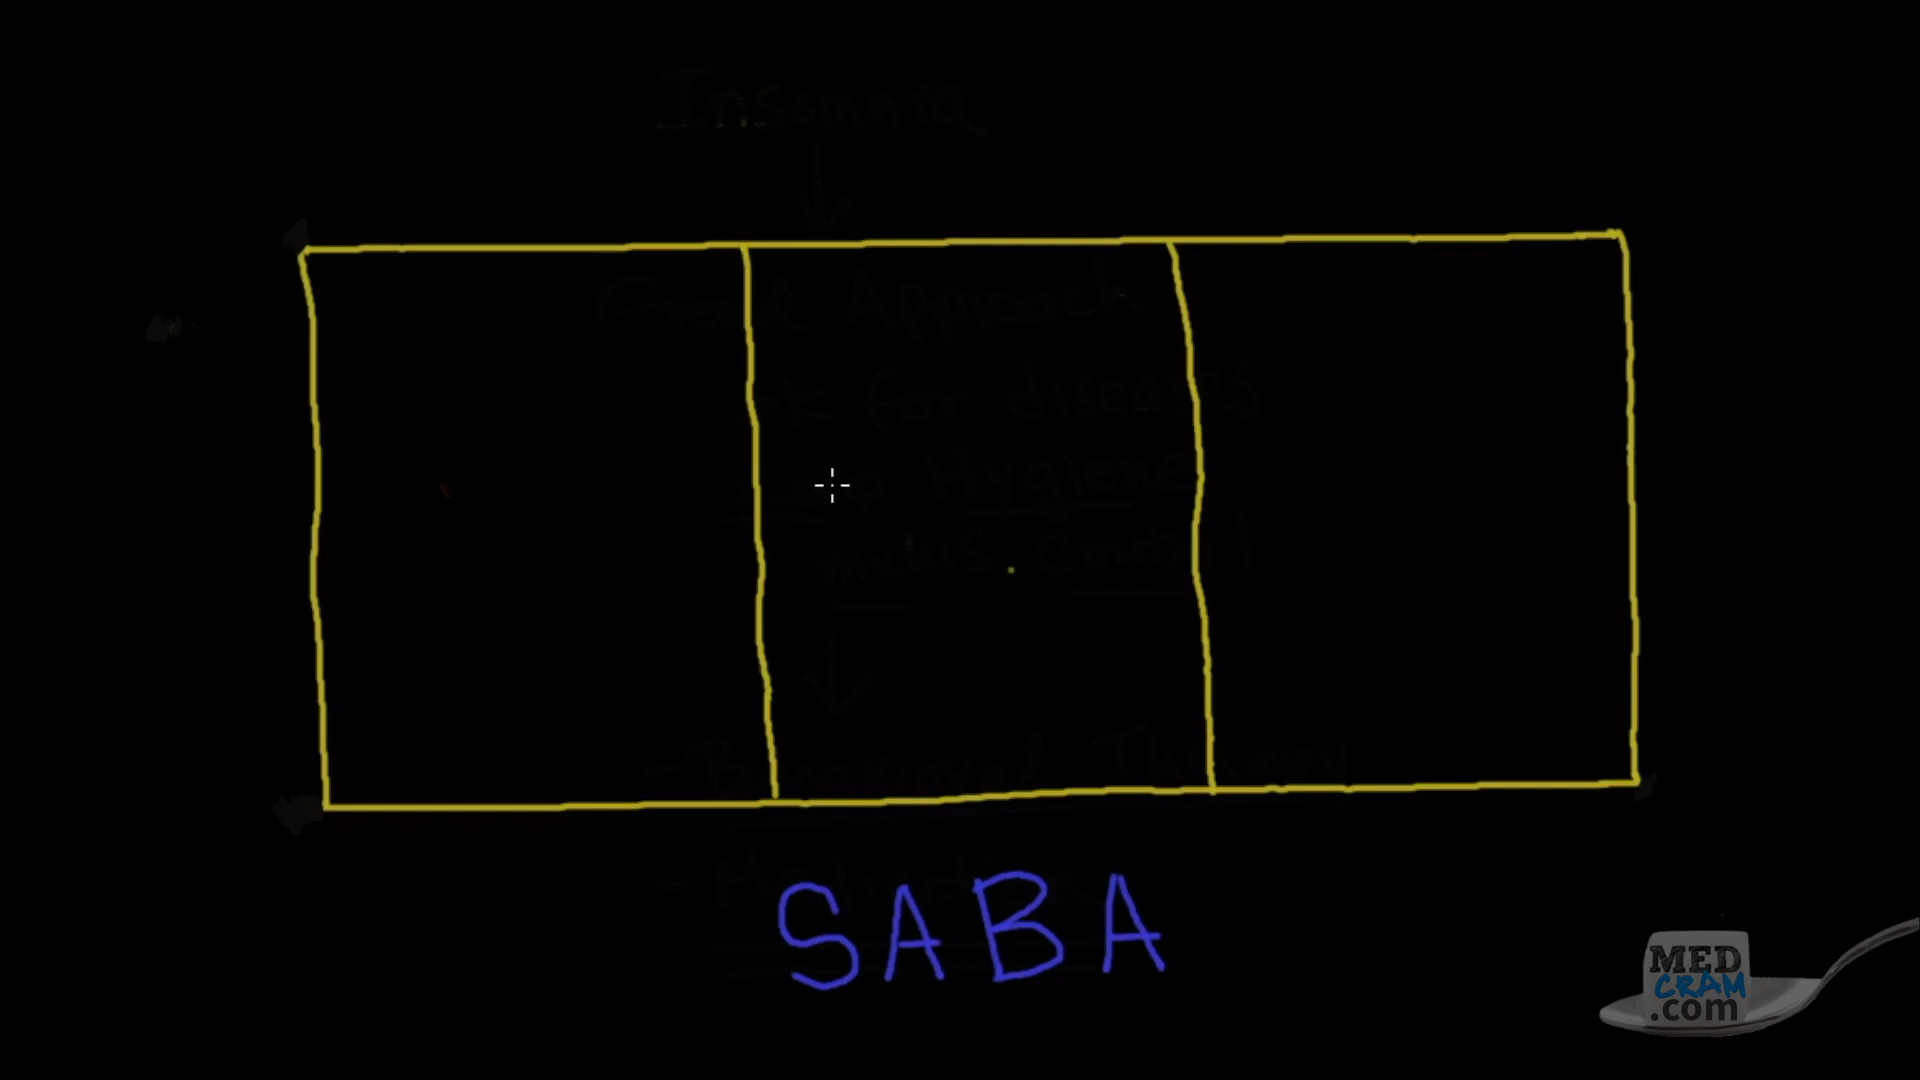 Insomnia
General Approach
- Look for diseases
- Sleep Hygiene
- Stimulus Control
- Behavioral Therapy
- Medication
SABA
MED
CRAM
.com